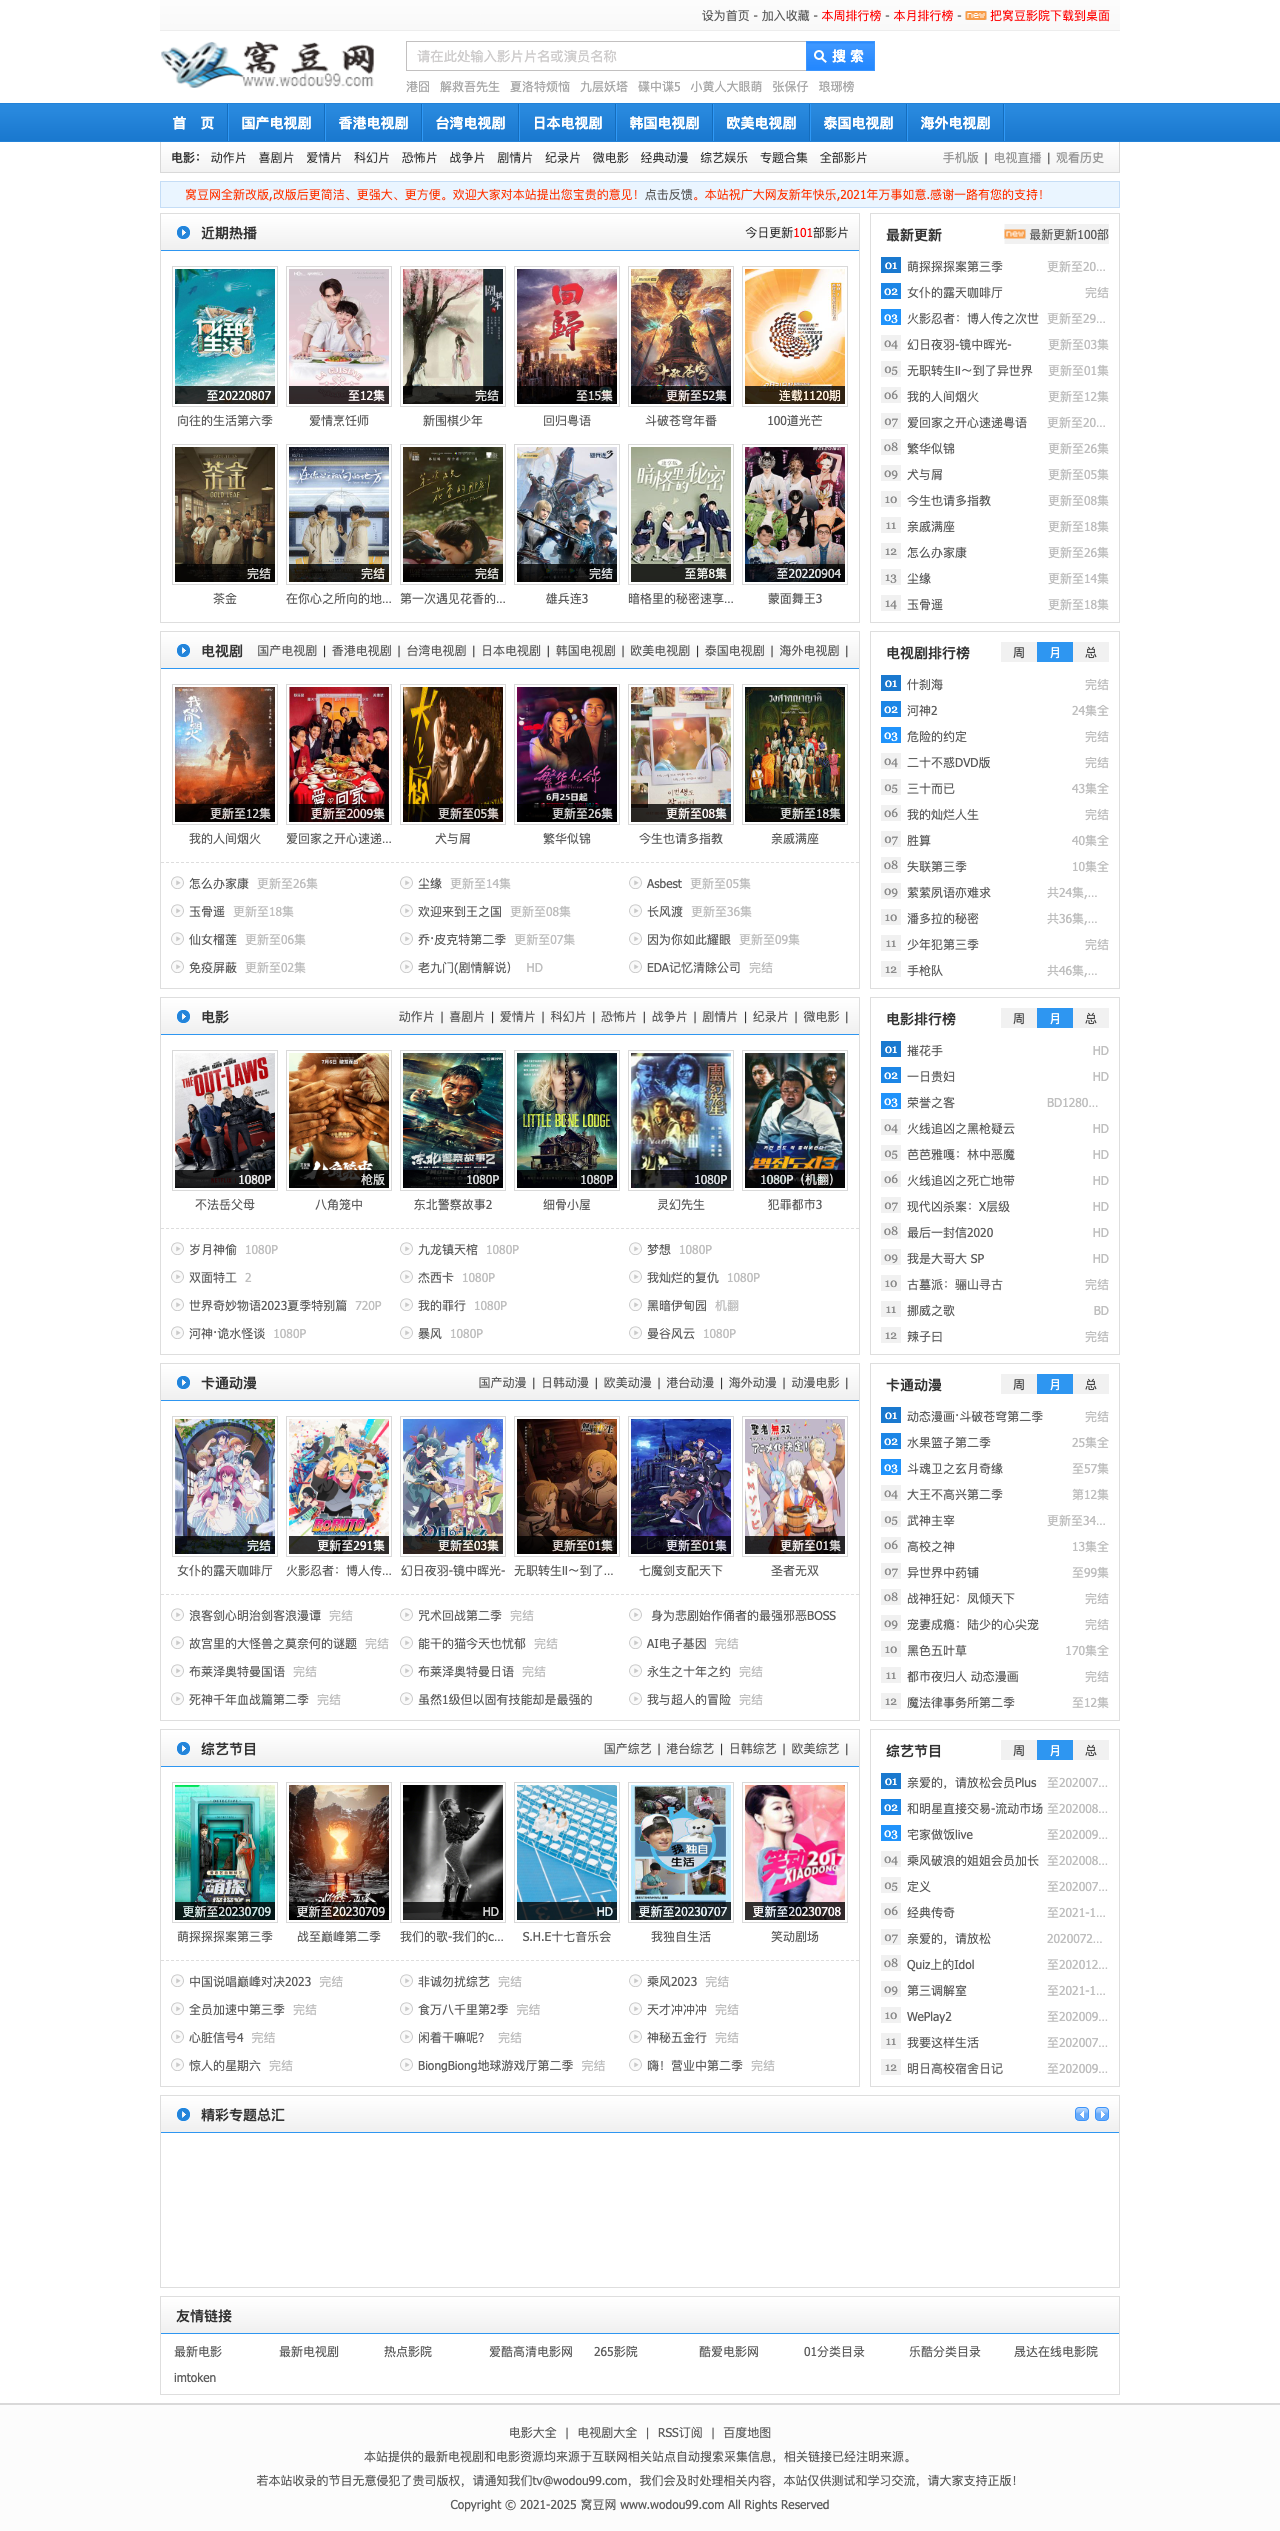 设为首页 - 加入收藏 - 本周排行榜 - 本月排行榜 - new 把窝豆影院下载到桌面
窝豆网
www.wodou99.com
请在此处输入影片片名或演员名称
搜 索
港囧 解救吾先生 夏洛特烦恼 九层妖塔 碟中谍5 小黄人大眼萌 张保仔 琅琊榜
首 页 国产电视剧 香港电视剧 台湾电视剧 日本电视剧 韩国电视剧 欧美电视剧 泰国电视剧 海外电视剧
电影： 动作片 喜剧片 爱情片 科幻片 恐怖片 战争片 剧情片 纪录片 微电影 经典动漫 综艺娱乐 专题合集 全部影片 手机版 | 电视直播 | 观看历史
窝豆网全新改版,改版后更简洁、更强大、更方便。欢迎大家对本站提出您宝贵的意见！点击反馈。本站祝广大网友新年快乐,2021年万事如意.感谢一路有您的支持！
近期热播 今日更新101部影片
至20220807 至12集 完结 至15集 更新至52集 连载1120期
向往的生活第六季 爱情烹饪师 新围棋少年 回归粤语 斗破苍穹年番 100道光芒
茶金
GOLD LEAF
暗格里的秘密
完结 完结 完结 完结 至第8集 至20220904
茶金 在你心之所向的地... 第一次遇见花香的... 雄兵连3 暗格里的秘密速享... 蒙面舞王3
最新更新 new 最新更新100部
01 萌探探探案第三季 更新至20...
02 女仆的露天咖啡厅 完结
03 火影忍者：博人传之次世 更新至29...
04 幻日夜羽-镜中晖光- 更新至03集
05 无职转生II～到了异世界 更新至01集
06 我的人间烟火 更新至12集
07 爱回家之开心速递粤语 更新至20...
08 繁华似锦 更新至26集
09 犬与屑 更新至05集
10 今生也请多指教 更新至08集
11 亲戚满座 更新至18集
12 怎么办家康 更新至26集
13 尘缘 更新至14集
14 玉骨遥 更新至18集
电视剧 国产电视剧 | 香港电视剧 | 台湾电视剧 | 日本电视剧 | 韩国电视剧 | 欧美电视剧 | 泰国电视剧 | 海外电视剧 |
6月25日起
更新至12集 更新至2009集 更新至05集 更新至26集 更新至08集 更新至18集
我的人间烟火 爱回家之开心速递... 犬与屑 繁华似锦 今生也请多指教 亲戚满座
怎么办家康 更新至26集 尘缘 更新至14集 Asbest 更新至05集
玉骨遥 更新至18集 欢迎来到王之国 更新至08集 长风渡 更新至36集
仙女榴莲 更新至06集 乔·皮克特第二季 更新至07集 因为你如此耀眼 更新至09集
免疫屏蔽 更新至02集 老九门(剧情解说） HD EDA记忆清除公司 完结
电视剧排行榜 周 月 总
01 什刹海 完结
02 河神2 24集全
03 危险的约定 完结
04 二十不惑DVD版 完结
05 三十而已 43集全
06 我的灿烂人生 完结
07 胜算 40集全
08 失联第三季 10集全
09 萦萦夙语亦难求 共24集,...
10 潘多拉的秘密 共36集,...
11 少年犯第三季 完结
12 手枪队 共46集,...
电影 动作片 | 喜剧片 | 爱情片 | 科幻片 | 恐怖片 | 战争片 | 剧情片 | 纪录片 | 微电影 |
THE OUT-LAWS
LITTLE BONE LODGE
범죄도시3
1080P 枪版 1080P 1080P 1080P 1080P（机翻）
不法岳父母 八角笼中 东北警察故事2 细骨小屋 灵幻先生 犯罪都市3
岁月神偷 1080P 九龙镇天棺 1080P 梦想 1080P
双面特工 2 杰西卡 1080P 我灿烂的复仇 1080P
世界奇妙物语2023夏季特别篇 720P 我的罪行 1080P 黑暗伊甸园 机翻
河神·诡水怪谈 1080P 暴风 1080P 曼谷风云 1080P
电影排行榜 周 月 总
01 摧花手 HD
02 一日贵妇 HD
03 荣誉之客 BD1280...
04 火线追凶之黑枪疑云 HD
05 芭芭雅嘎：林中恶魔 HD
06 火线追凶之死亡地带 HD
07 现代凶杀案：X层级 HD
08 最后一封信2020 HD
09 我是大哥大 SP HD
10 古墓派：骊山寻古 完结
11 挪威之歌 BD
12 辣子曰 完结
卡通动漫 国产动漫 | 日韩动漫 | 欧美动漫 | 港台动漫 | 海外动漫 | 动漫电影 |
BORUTO
完结 更新至291集 更新至03集 更新至01集 更新至01集 更新至01集
女仆的露天咖啡厅 火影忍者：博人传... 幻日夜羽-镜中晖光- 无职转生II～到了... 七魔剑支配天下 圣者无双
浪客剑心明治剑客浪漫谭 完结 咒术回战第二季 完结 身为悲剧始作俑者的最强邪恶BOSS
故宫里的大怪兽之莫奈何的谜题 完结 能干的猫今天也忧郁 完结 AI电子基因 完结
布莱泽奥特曼国语 完结 布莱泽奥特曼日语 完结 永生之十年之约 完结
死神千年血战篇第二季 完结 虽然1级但以固有技能却是最强的 我与超人的冒险 完结
卡通动漫 周 月 总
01 动态漫画·斗破苍穹第二季 完结
02 水果篮子第二季 25集全
03 斗魂卫之玄月奇缘 至57集
04 大王不高兴第二季 第12集
05 武神主宰 更新至34...
06 高校之神 13集全
07 异世界中药铺 至99集
08 战神狂妃：凤倾天下 完结
09 宠妻成瘾：陆少的心尖宠 完结
10 黑色五叶草 170集全
11 都市夜归人 动态漫画 完结
12 魔法律事务所第二季 至12集
综艺节目 国产综艺 | 港台综艺 | 日韩综艺 | 欧美综艺 |
我独自生活
笑动2017
XIAODONG
更新至20230709 更新至20230709 HD HD 更新至20230707 更新至20230708
萌探探探案第三季 战至巅峰第二季 我们的歌-我们的c... S.H.E十七音乐会 我独自生活 笑动剧场
中国说唱巅峰对决2023 完结 非诚勿扰综艺 完结 乘风2023 完结
全员加速中第三季 完结 食万八千里第2季 完结 天才冲冲冲 完结
心脏信号4 完结 闲着干嘛呢？ 完结 神秘五金行 完结
惊人的星期六 完结 BiongBiong地球游戏厅第二季 完结 嗨！营业中第二季 完结
综艺节目 周 月 总
01 亲爱的，请放松会员Plus 至202007...
02 和明星直接交易-流动市场 至202008...
03 宅家做饭live 至202009...
04 乘风破浪的姐姐会员加长 至202008...
05 定义 至202007...
06 经典传奇 至2021-1...
07 亲爱的，请放松 2020072...
08 Quiz上的Idol 至202012...
09 第三调解室 至2021-1...
10 WePlay2 至202009...
11 我要这样生活 至202007...
12 明日高校宿舍日记 至202009...
精彩专题总汇
友情链接
最新电影 最新电视剧 热点影院 爱酷高清电影网 265影院 酷爱电影网 01分类目录 乐酷分类目录 晟达在线电影院
imtoken
电影大全 | 电视剧大全 | RSS订阅 | 百度地图
本站提供的最新电视剧和电影资源均来源于互联网相关站点自动搜索采集信息，相关链接已经注明来源。
若本站收录的节目无意侵犯了贵司版权，请通知我们tv@wodou99.com，我们会及时处理相关内容，本站仅供测试和学习交流，请大家支持正版！
Copyright © 2021-2025 窝豆网 www.wodou99.com All Rights Reserved